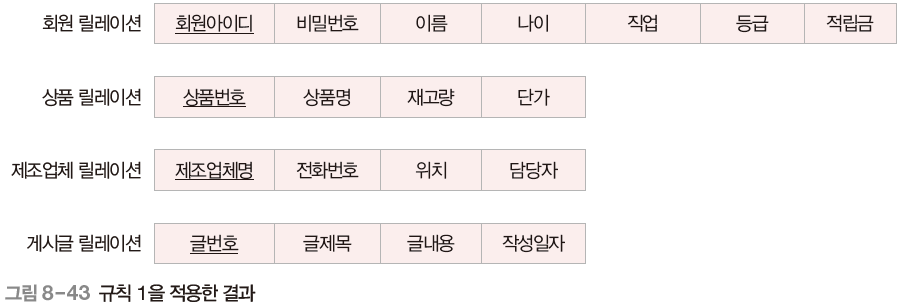 회원 릴레이션 회원아이디 비밀번호 이름 나이 직업 등급 적립금
상품 릴레이션 상품번호 상품명 재고량 단가
제조업체 릴레이션 제조업체명 전화번호 위치 담당자
게시글 릴레이션 글번호 글제목 글내용 작성일자
그림 8-43 규칙 1을 적용한 결과